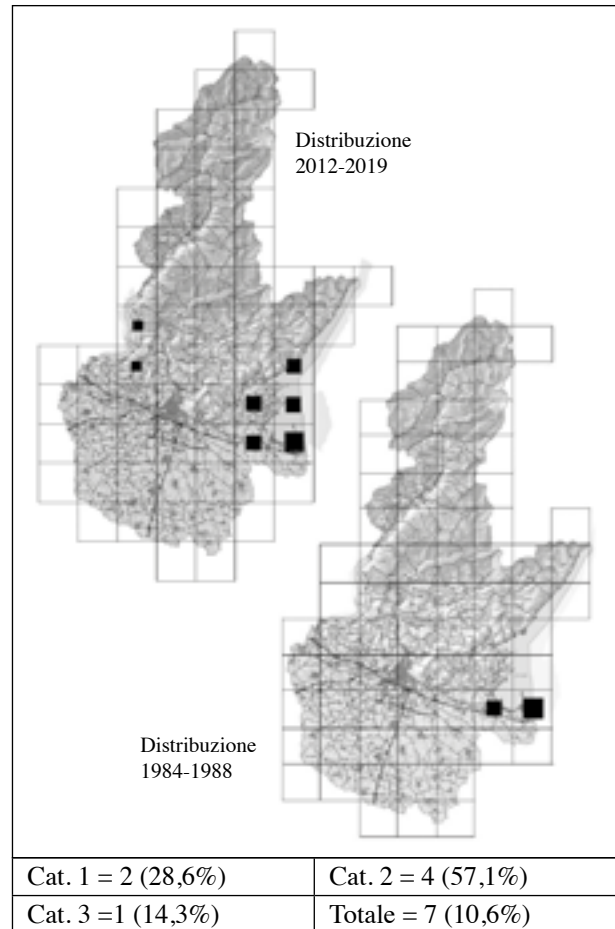 Distribuzione
2012-2019
Distribuzione
1984-1988
Cat. 1 = 2 (28,6%)
Cat. 2 = 4 (57,1%)
Cat. 3 =1 (14,3%)
Totale = 7 (10,6%)